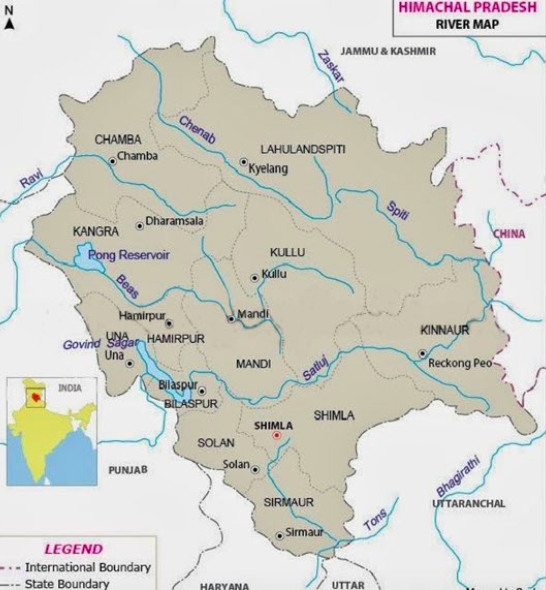 HIMACHAL PRADESH
RIVER MAP
N
JAMMU & KASHMIR
Zaskar
Chenab
CHAMBA
Chamba
LAHULANDSPITI
Kyelang
Ravi
Spiti
Dharamsala
KANGRA
CHINA
Pong Reservoir
KULLU
Kullu
Beas
Hamirpur
Mandi
KINNAUR
UNA
HAMIRPUR
Govind Sagar
Una
MANDI
Satluj
Reckong Peo
INDIA
Bilaspur
BILASPUR
SHIMLA
SHIMLA
SOLAN
Solan
PUNJAB
Bhagirathi
SIRMAUR
UTTARANCHAL
Tons
Sirmaur
LEGEND
International Boundary
State Boundary
HARYANA
UTTAR